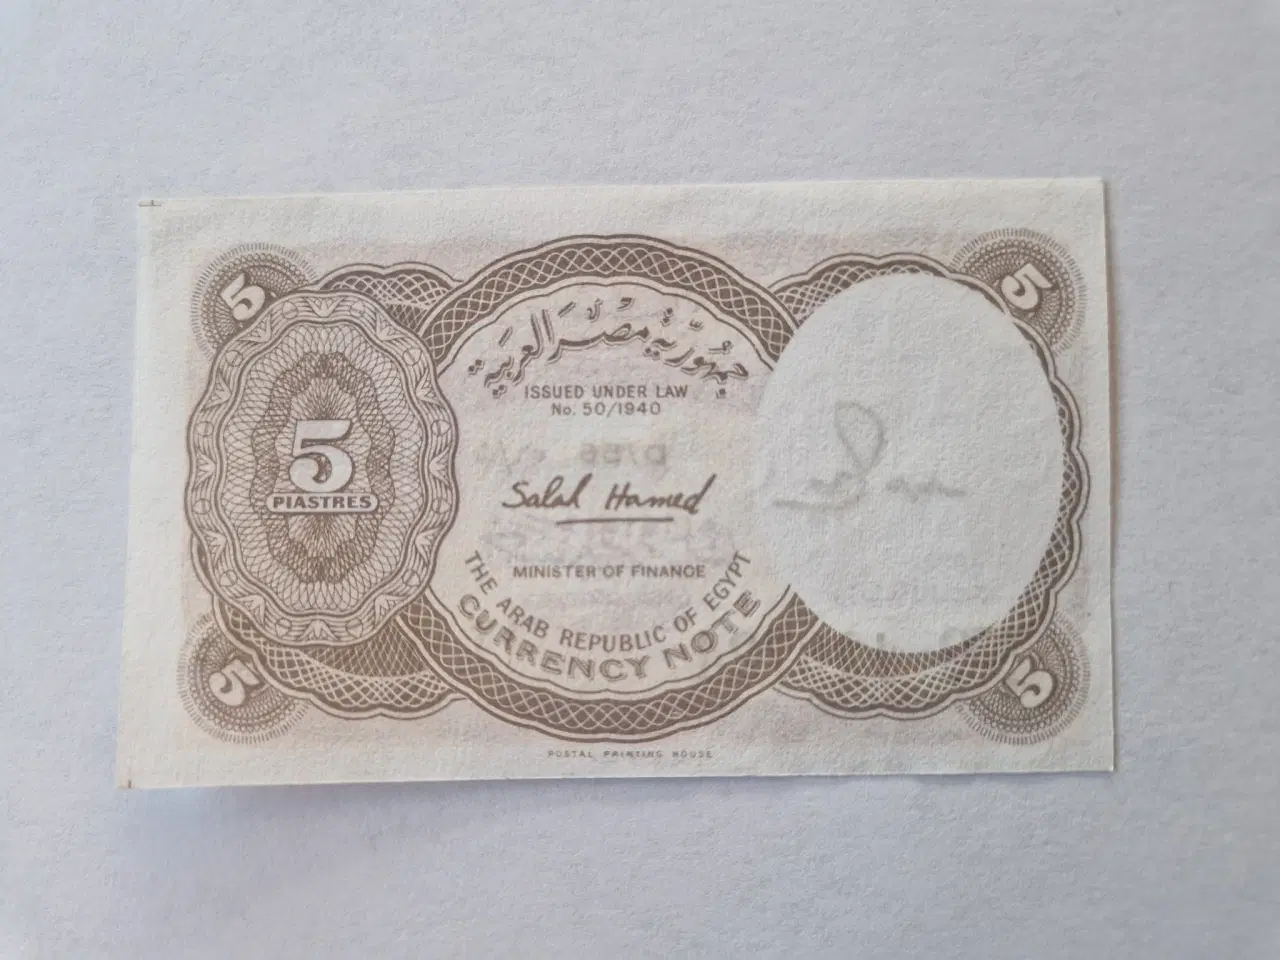 5
5
جمهورية مصر العربية
ISSUED UNDER LAW
No. 50/1940
5
PIASTRES
Salah Hamed
MINISTER OF FINANCE
THE ARAB REPUBLIC OF EGYPT
CURRENCY NOTE
5
5
POSTAL PRINTING HOUSE